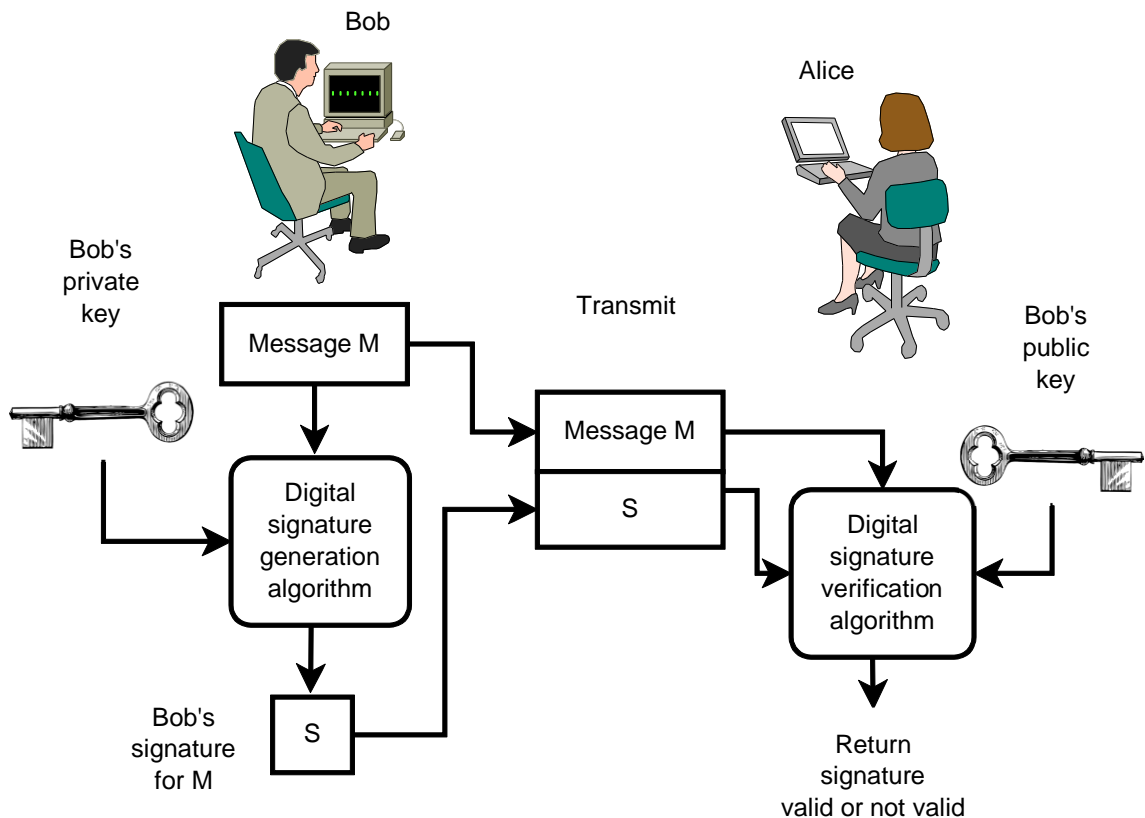 Bob
Alice
Bob's
private
key
Transmit
Bob's
public
key
Message M
Message M
S
Digital
signature
generation
algorithm
Digital
signature
verification
algorithm
Bob's
signature
for M
S
Return
signature
valid or not valid